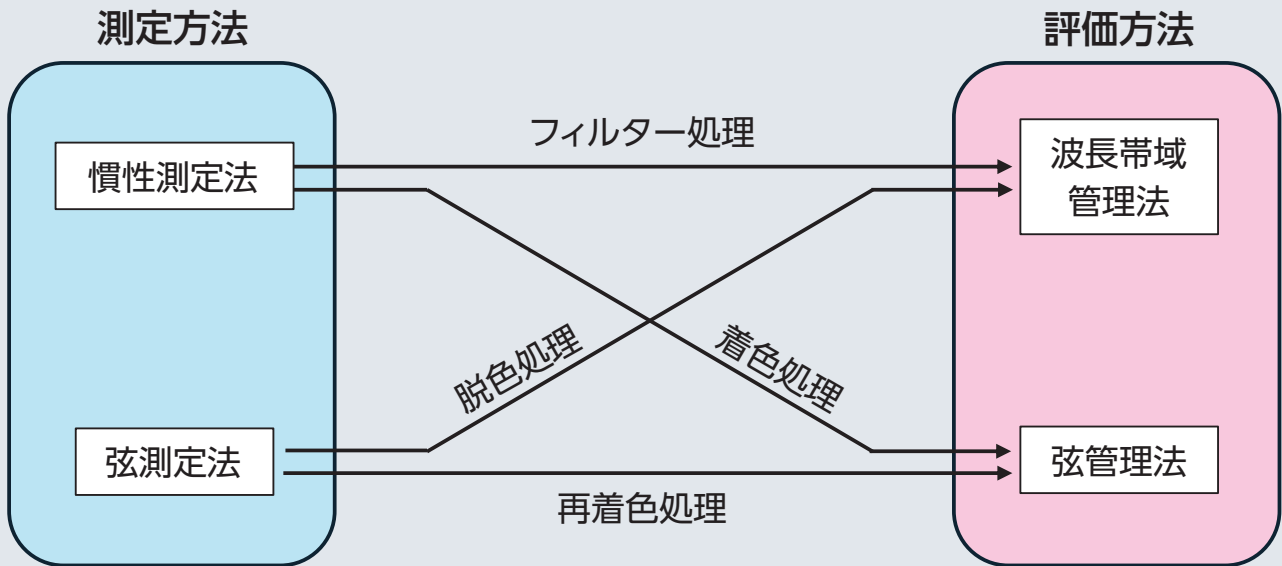 測定方法
評価方法
慣性測定法
フィルター処理
波長帯域
管理法
脱色処理
着色処理
弦測定法
弦管理法
再着色処理